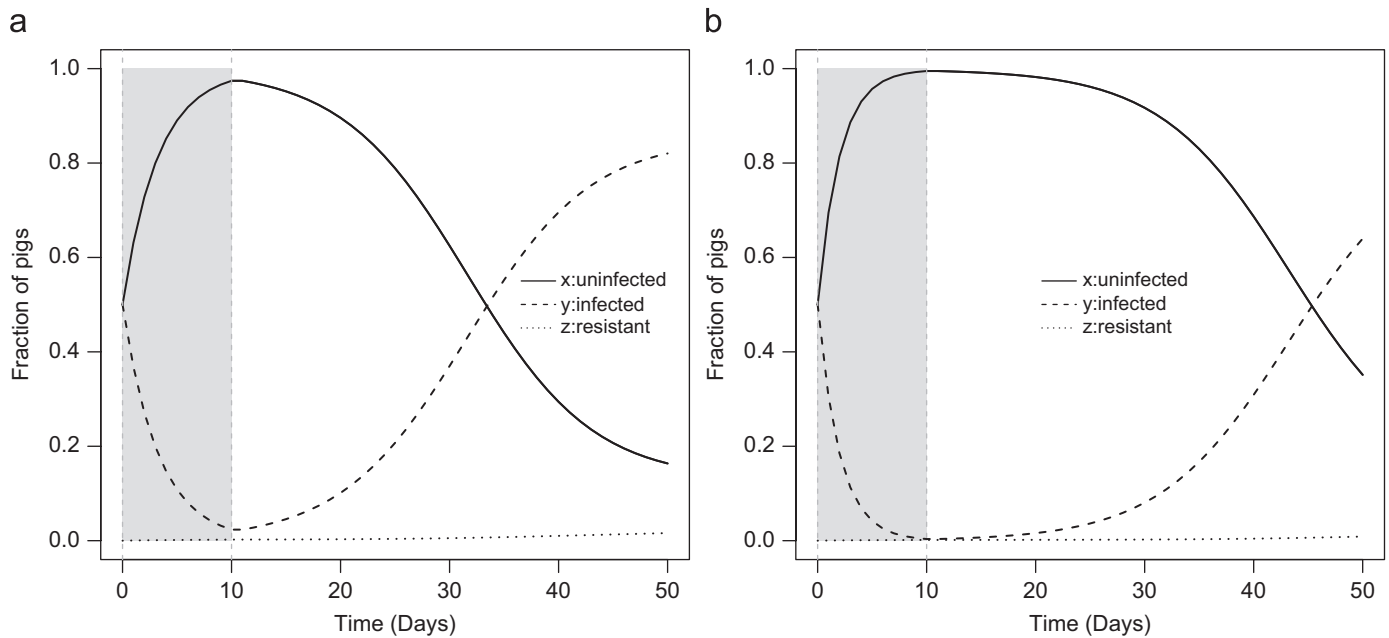 a
Fraction of pigs
1.0
0.8
0.6
0.4
0.2
0.0
x:uninfected
y:infected
z:resistant
0 10 20 30 40 50
Time (Days)
b
Fraction of pigs
1.0
0.8
0.6
0.4
0.2
0.0
x:uninfected
y:infected
z:resistant
0 10 20 30 40 50
Time (Days)